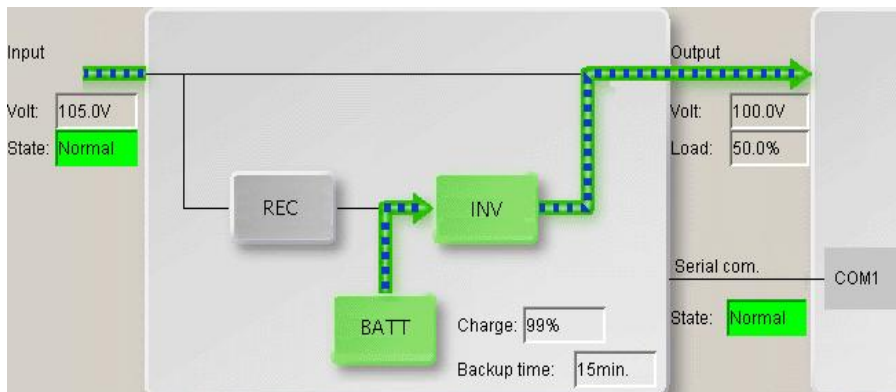 Input
Volt: 105.0V
State: Normal
REC
INV
BATT
Charge: 99%
Backup time: 15min.
Output
Volt: 100.0V
Load: 50.0%
Serial com.
State: Normal
COM1